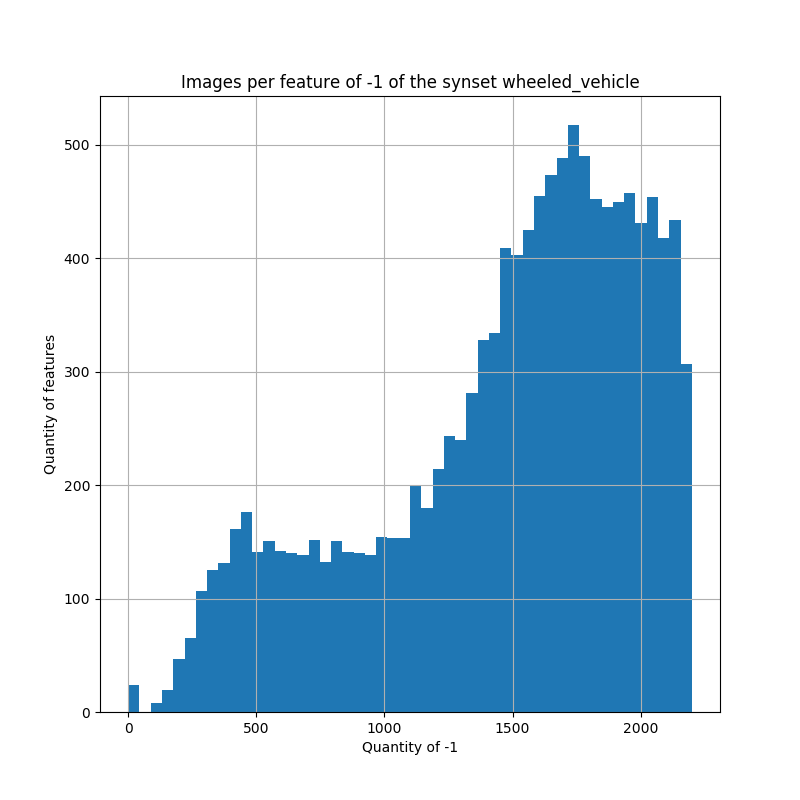 Images per feature of -1 of the synset wheeled_vehicle
Quantity of features
500
400
300
200
100
0
0 500 1000 1500 2000
Quantity of -1